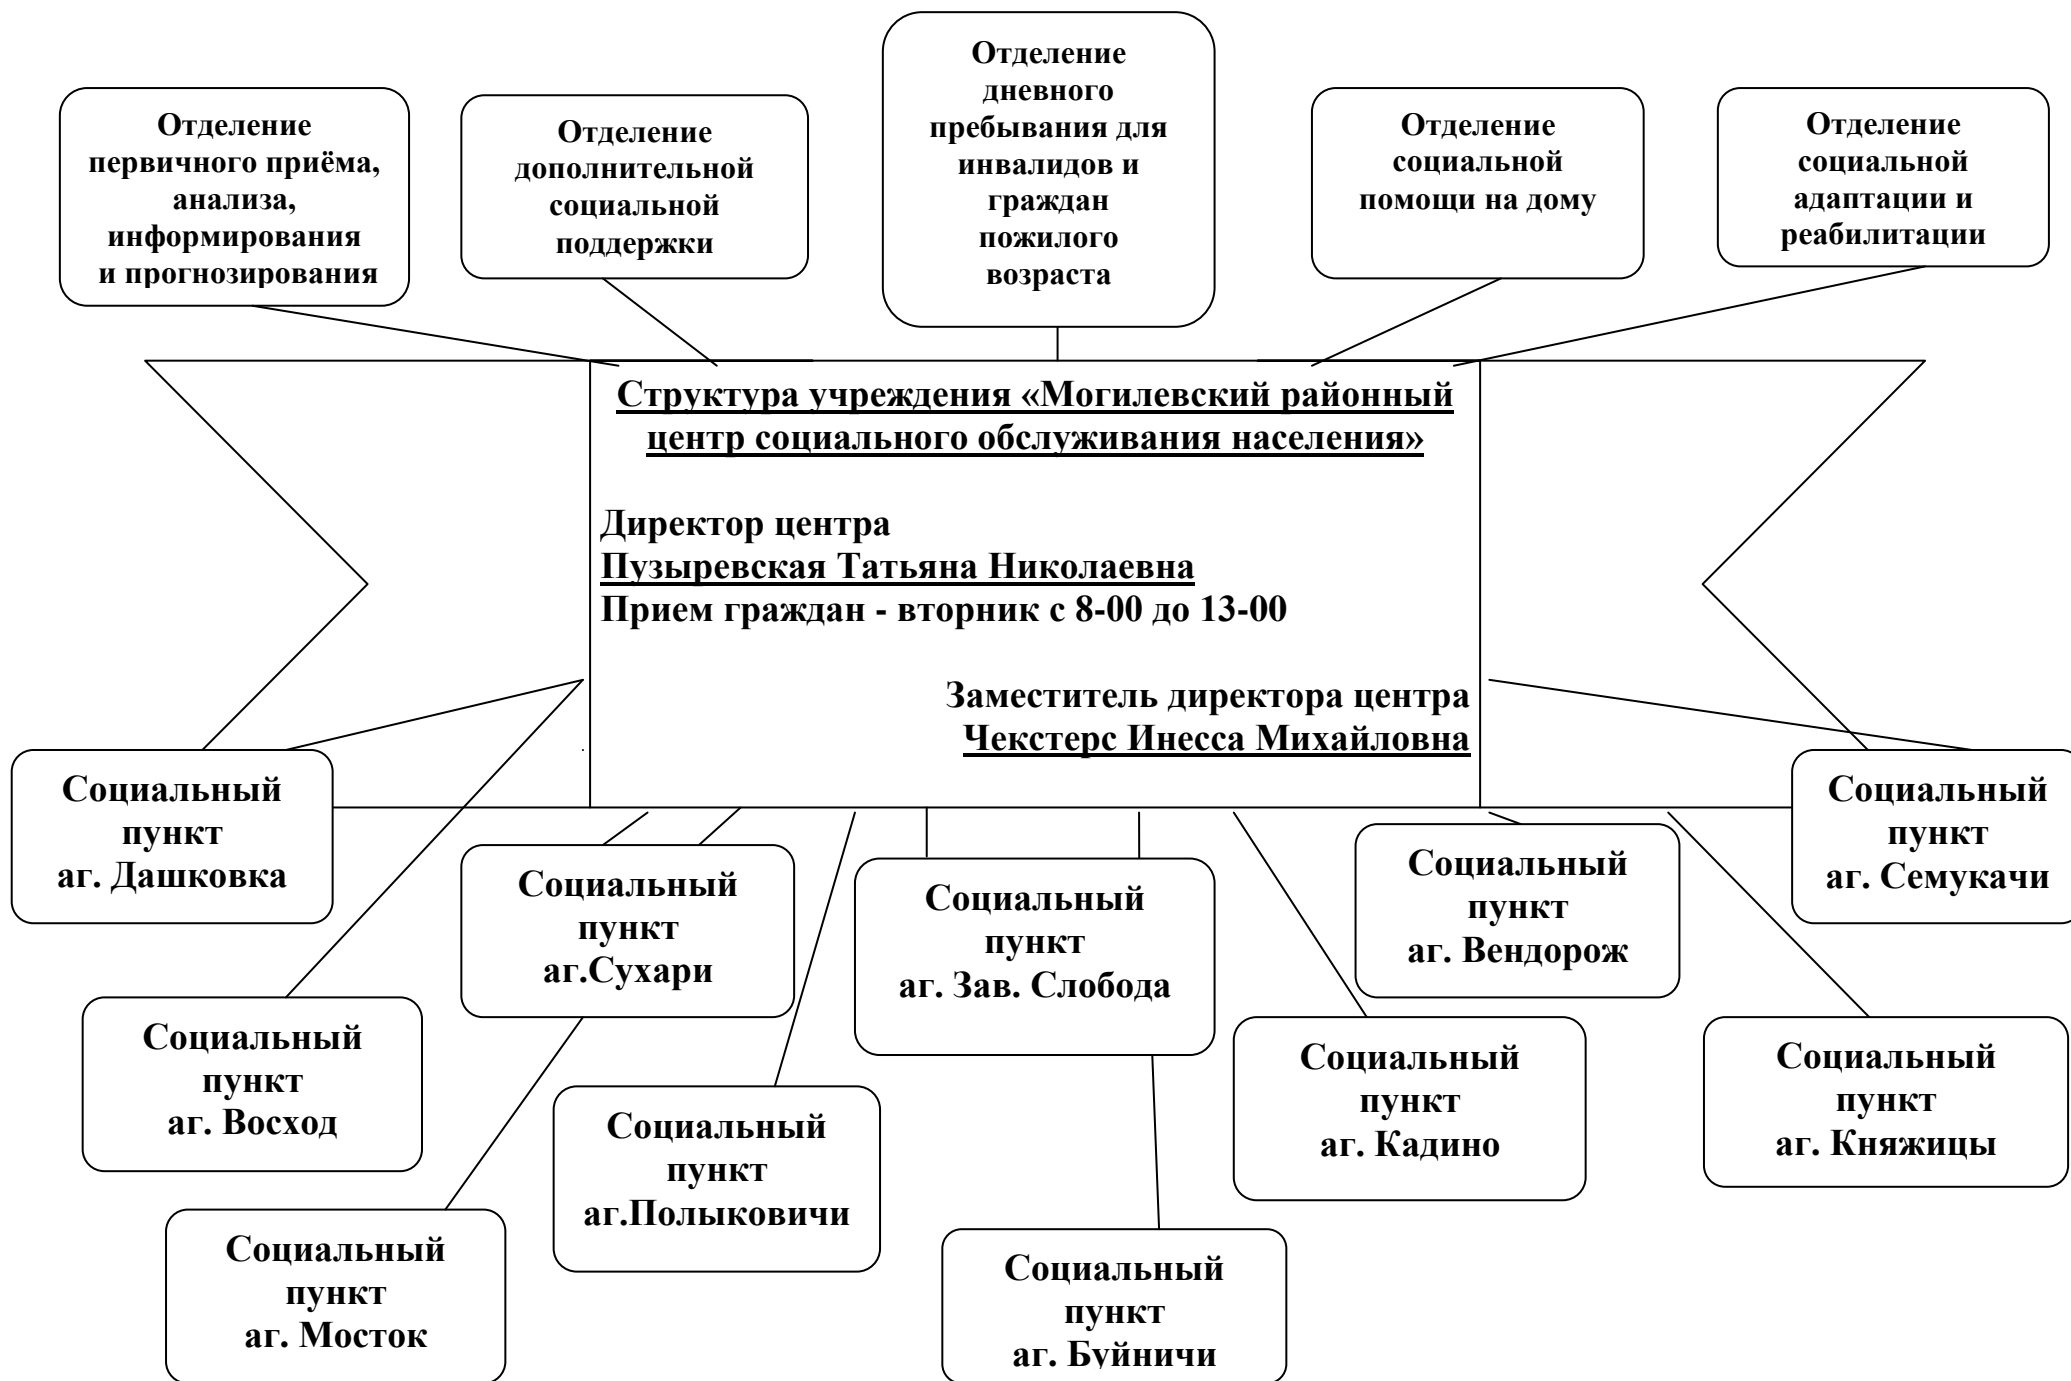 Отделение
первичного приёма,
анализа,
информирования
и прогнозирования
Отделение
дополнительной
социальной
поддержки
Отделение
дневного
пребывания для
инвалидов и
граждан
пожилого
возраста
Отделение
социальной
помощи на дому
Отделение
социальной
адаптации и
реабилитации
Структура учреждения «Могилевский районный
центр социального обслуживания населения»
Директор центра
Пузыревская Татьяна Николаевна
Прием граждан - вторник с 8-00 до 13-00
Заместитель директора центра
Чекстерс Инесса Михайловна
Социальный
пункт
аг. Дашковка
Социальный
пункт
аг. Восход
Социальный
пункт
аг. Мосток
Социальный
пункт
аг.Сухари
Социальный
пункт
аг.Полыковичи
Социальный
пункт
аг. Зав. Слобода
Социальный
пункт
аг. Буйничи
Социальный
пункт
аг. Кадино
Социальный
пункт
аг. Вендорож
Социальный
пункт
аг. Княжицы
Социальный
пункт
аг. Семукачи